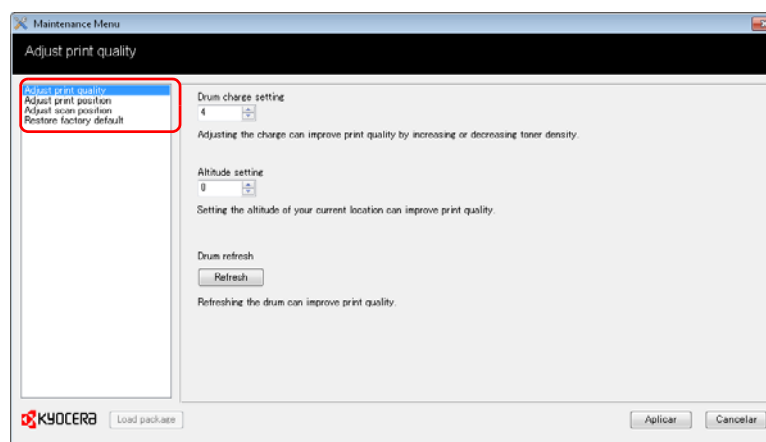 Maintenance Menu
Adjust print quality
Adjust print quality
Adjust print position
Adjust scan position
Restore factory default
Drum charge setting
4
Adjusting the charge can improve print quality by increasing or decreasing toner density.
Altitude setting
0
Setting the altitude of your current location can improve print quality.
Drum refresh
Refresh
Refreshing the drum can improve print quality.
KYOCERA
Load package
Aplicar
Cancelar